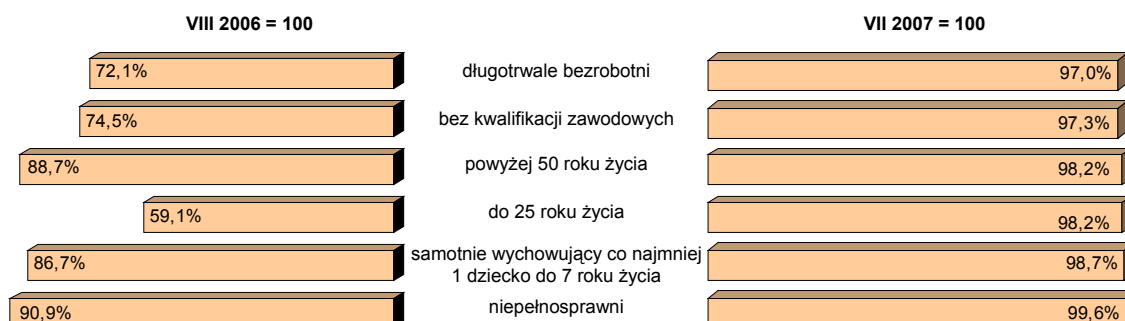 VIII 2006 = 100 VII 2007 = 100
72,1% długotrwale bezrobotni 97,0%
74,5% bez kwalifikacji zawodowych 97,3%
88,7% powyżej 50 roku życia 98,2%
59,1% do 25 roku życia 98,2%
86,7% samotnie wychowujący co najmniej 98,7%
1 dziecko do 7 roku życia
90,9% niepełnosprawni 99,6%